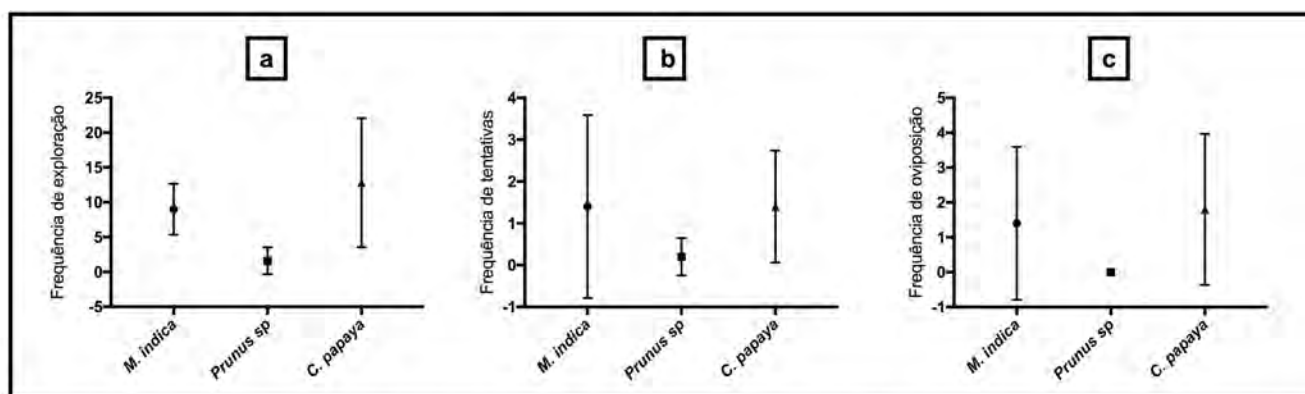 a
Frequência de exploração
25
20
15
10
5
0
-5
M. indica
Prunus sp
C. papaya
b
Frequência de tentativas
4
3
2
1
0
-1
M. indica
Prunus sp
C. papaya
c
Frequência de oviposição
5
4
3
2
1
0
-1
M. indica
Prunus sp
C. papaya